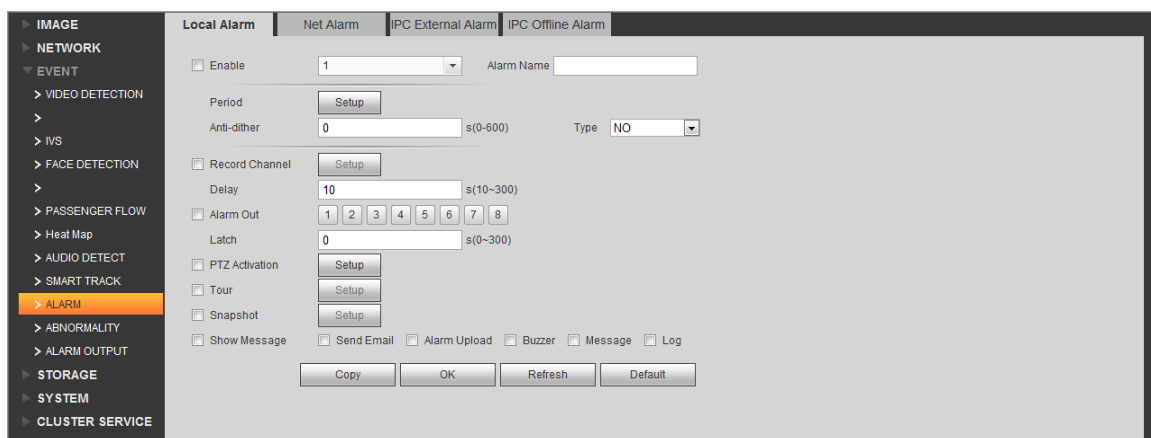 IMAGE
NETWORK
EVENT
> VIDEO DETECTION
>
> IVS
> FACE DETECTION
>
> PASSENGER FLOW
> Heat Map
> AUDIO DETECT
> SMART TRACK
> ALARM
> ABNORMALITY
> ALARM OUTPUT
STORAGE
SYSTEM
CLUSTER SERVICE
Local Alarm Net Alarm IPC External Alarm IPC Offline Alarm
Enable 1 Alarm Name
Period Setup
Anti-dither 0 s(0-600) Type NO
Record Channel Setup
Delay 10 s(10~300)
Alarm Out 1 2 3 4 5 6 7 8
Latch 0 s(0~300)
PTZ Activation Setup
Tour Setup
Snapshot Setup
Show Message Send Email Alarm Upload Buzzer Message Log
Copy OK Refresh Default